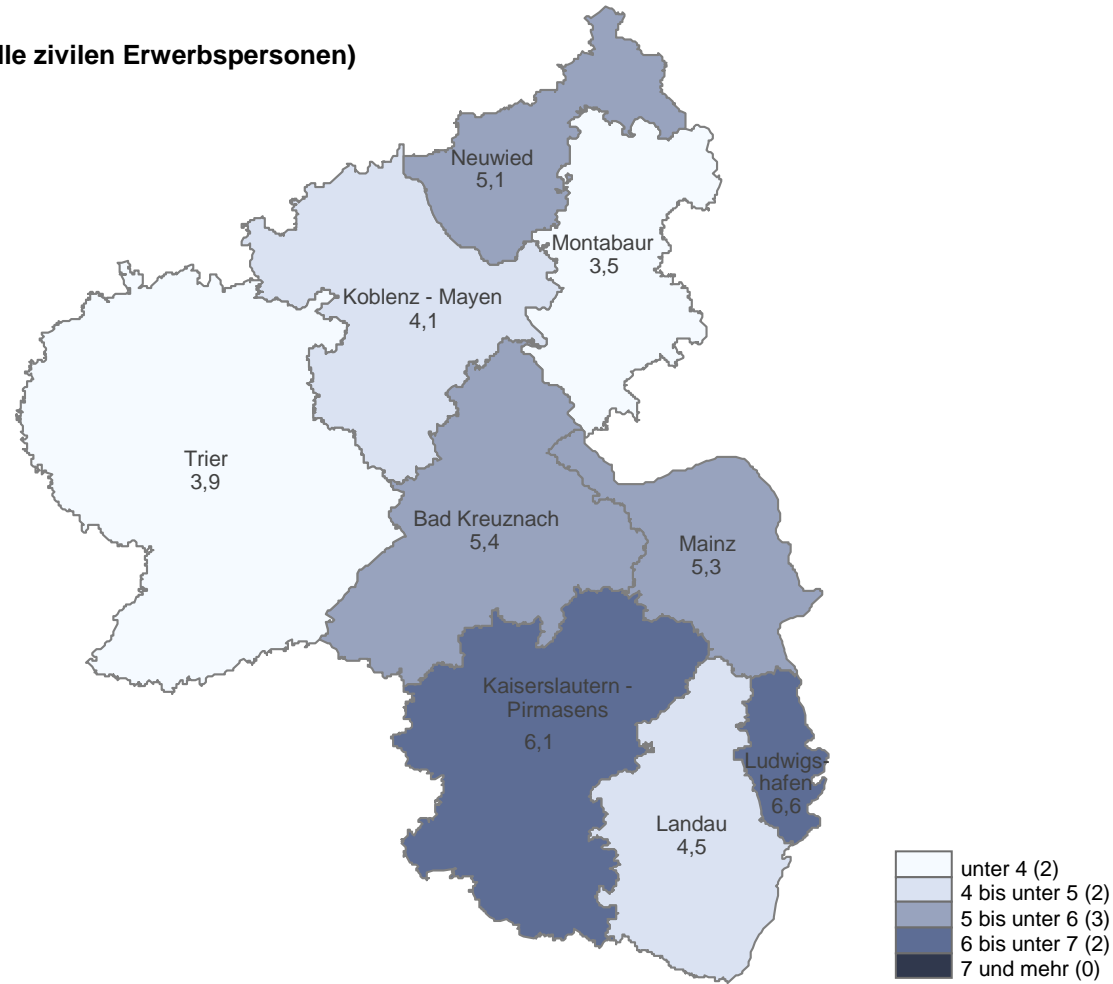 lle zivilen Erwerbspersonen)
Neuwied
5,1
Montabaur
3,5
Koblenz - Mayen
4,1
Trier
3,9
Bad Kreuznach
5,4
Mainz
5,3
Kaiserslautern -
Pirmasens
6,1
Ludwigs-
hafen
6,6
Landau
4,5
unter 4 (2)
4 bis unter 5 (2)
5 bis unter 6 (3)
6 bis unter 7 (2)
7 und mehr (0)